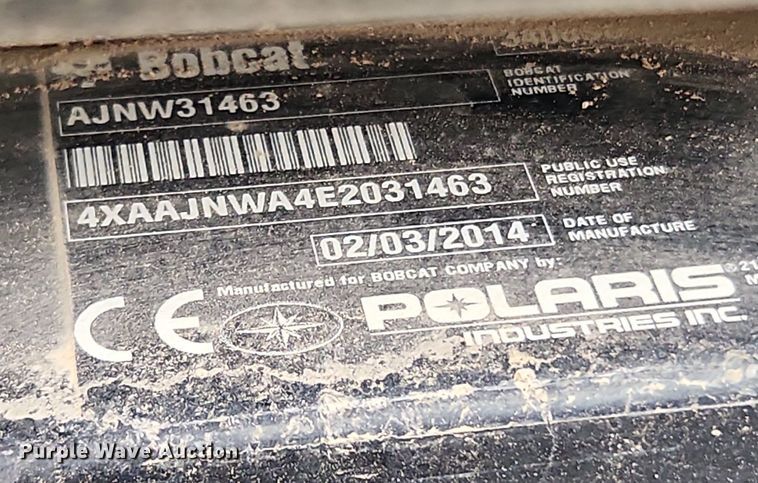 Bobcat
AJNW31463
BOBCAT
IDENTIFICATION
NUMBER
4XAAJNWA4E2031463
PUBLIC USE
REGISTRATION
NUMBER
02/03/2014
DATE OF
MANUFACTURE
Manufactured for BOBCAT COMPANY by:
CE
POLARIS®
INDUSTRIES INC.
Purple Wave Auction